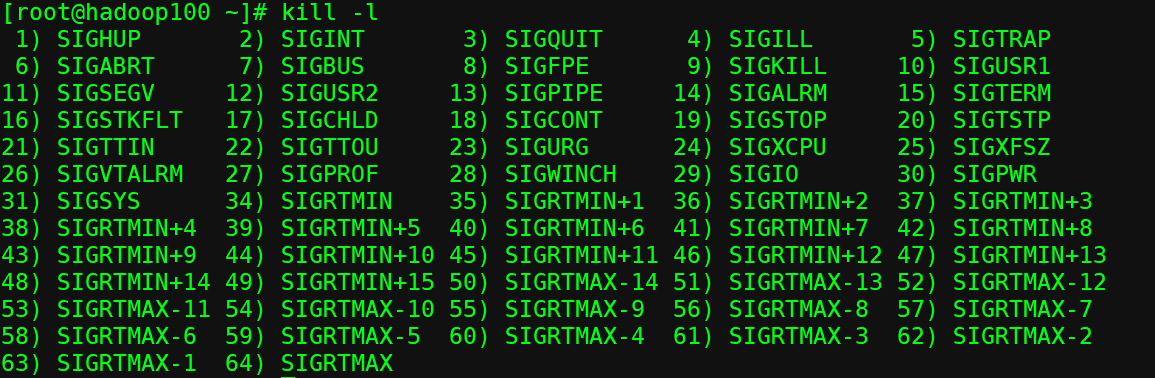 [root@hadoop100 ~]# kill -l
 1) SIGHUP       2) SIGINT       3) SIGQUIT      4) SIGILL       5) SIGTRAP
 6) SIGABRT      7) SIGBUS       8) SIGFPE       9) SIGKILL     10) SIGUSR1
11) SIGSEGV     12) SIGUSR2     13) SIGPIPE     14) SIGALRM     15) SIGTERM
16) SIGSTKFLT   17) SIGCHLD     18) SIGCONT     19) SIGSTOP     20) SIGTSTP
21) SIGTTIN     22) SIGTTOU     23) SIGURG      24) SIGXCPU     25) SIGXFSZ
26) SIGVTALRM   27) SIGPROF     28) SIGWINCH    29) SIGIO       30) SIGPWR
31) SIGSYS      34) SIGRTMIN    35) SIGRTMIN+1  36) SIGRTMIN+2  37) SIGRTMIN+3
38) SIGRTMIN+4  39) SIGRTMIN+5  40) SIGRTMIN+6  41) SIGRTMIN+7  42) SIGRTMIN+8
43) SIGRTMIN+9  44) SIGRTMIN+10 45) SIGRTMIN+11 46) SIGRTMIN+12 47) SIGRTMIN+13
48) SIGRTMIN+14 49) SIGRTMIN+15 50) SIGRTMAX-14 51) SIGRTMAX-13 52) SIGRTMAX-12
53) SIGRTMAX-11 54) SIGRTMAX-10 55) SIGRTMAX-9  56) SIGRTMAX-8  57) SIGRTMAX-7
58) SIGRTMAX-6  59) SIGRTMAX-5  60) SIGRTMAX-4  61) SIGRTMAX-3  62) SIGRTMAX-2
63) SIGRTMAX-1  64) SIGRTMAX